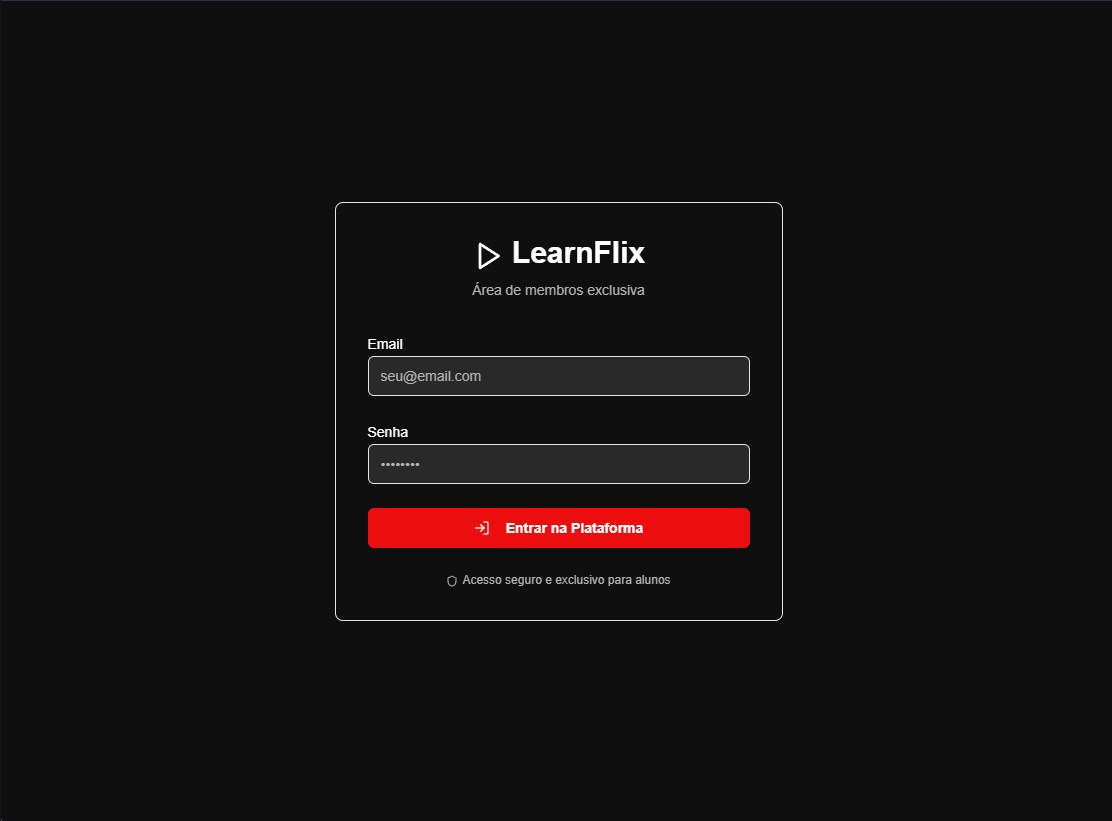 LearnFlix
Área de membros exclusiva
Email
seu@email.com
Senha
••••••••
Entrar na Plataforma
Acesso seguro e exclusivo para alunos